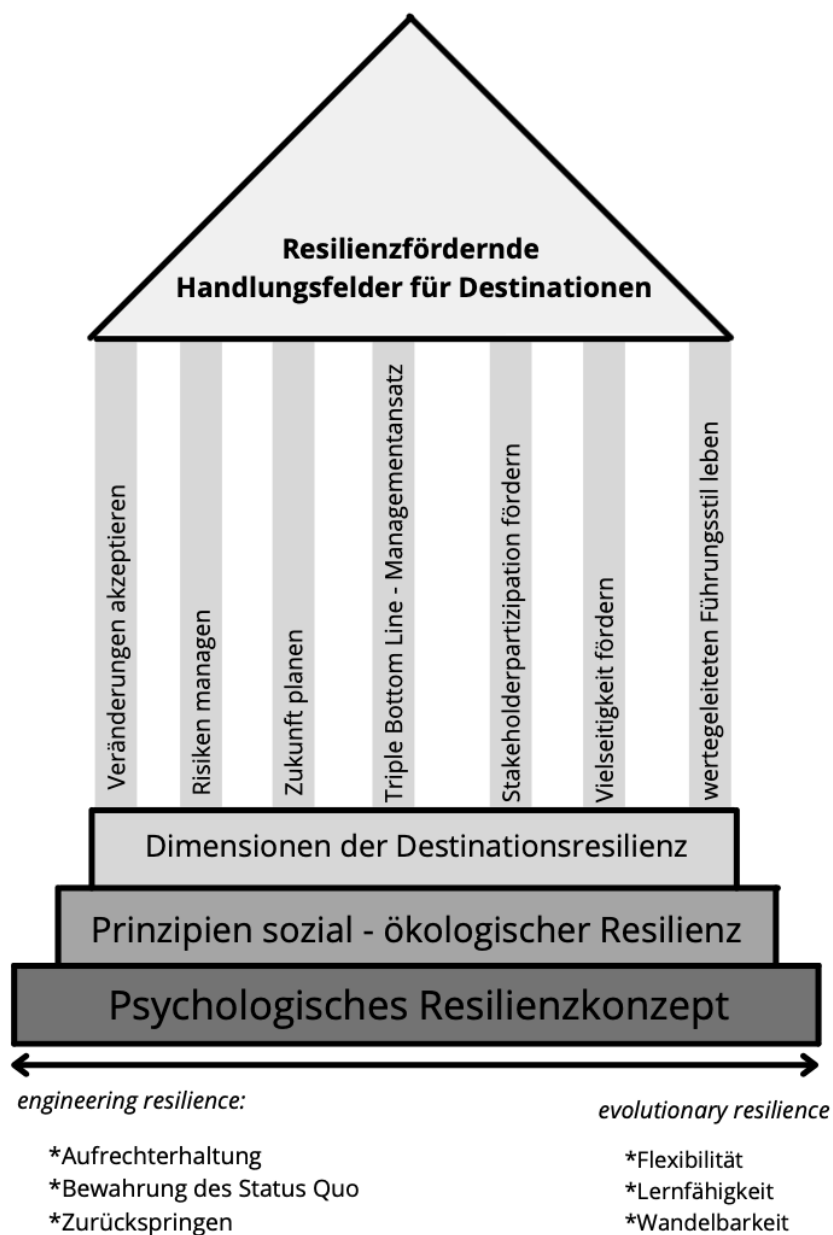 Resilienzfördernde
Handlungsfelder für Destinationen
Veränderungen akzeptieren
Risiken managen
Zukunft planen
Triple Bottom Line - Managementansatz
Stakeholderpartizipation fördern
Vielseitigkeit fördern
wertegeleiteten Führungsstil leben
Dimensionen der Destinationsresilienz
Prinzipien sozial - ökologischer Resilienz
Psychologisches Resilienzkonzept
engineering resilience:
*Aufrechterhaltung
*Bewahrung des Status Quo
*Zurückspringen
evolutionary resilience
*Flexibilität
*Lernfähigkeit
*Wandelbarkeit